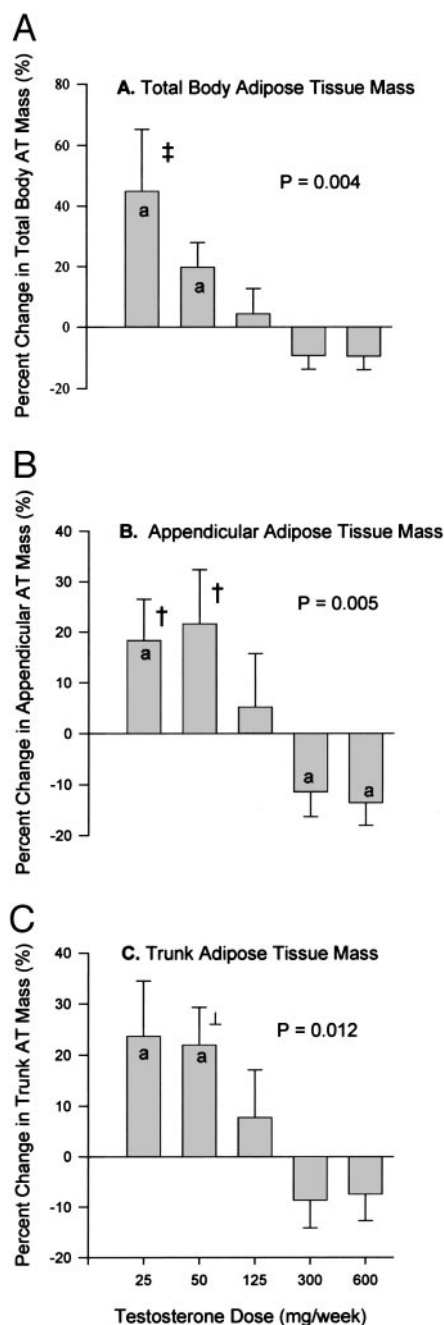 A
A. Total Body Adipose Tissue Mass
Percent Change in Total Body AT Mass (%)
80
60
40
20
0
-20
‡
P = 0.004
a
a
B
B. Appendicular Adipose Tissue Mass
Percent Change in Appendicular AT Mass (%)
40
30
20
10
0
-10
-20
†
†
P = 0.005
a
a
a
C
C. Trunk Adipose Tissue Mass
Percent Change in Trunk AT Mass (%)
40
30
20
10
0
-10
-20
⊥
P = 0.012
a
a
25 50 125 300 600
Testosterone Dose (mg/week)